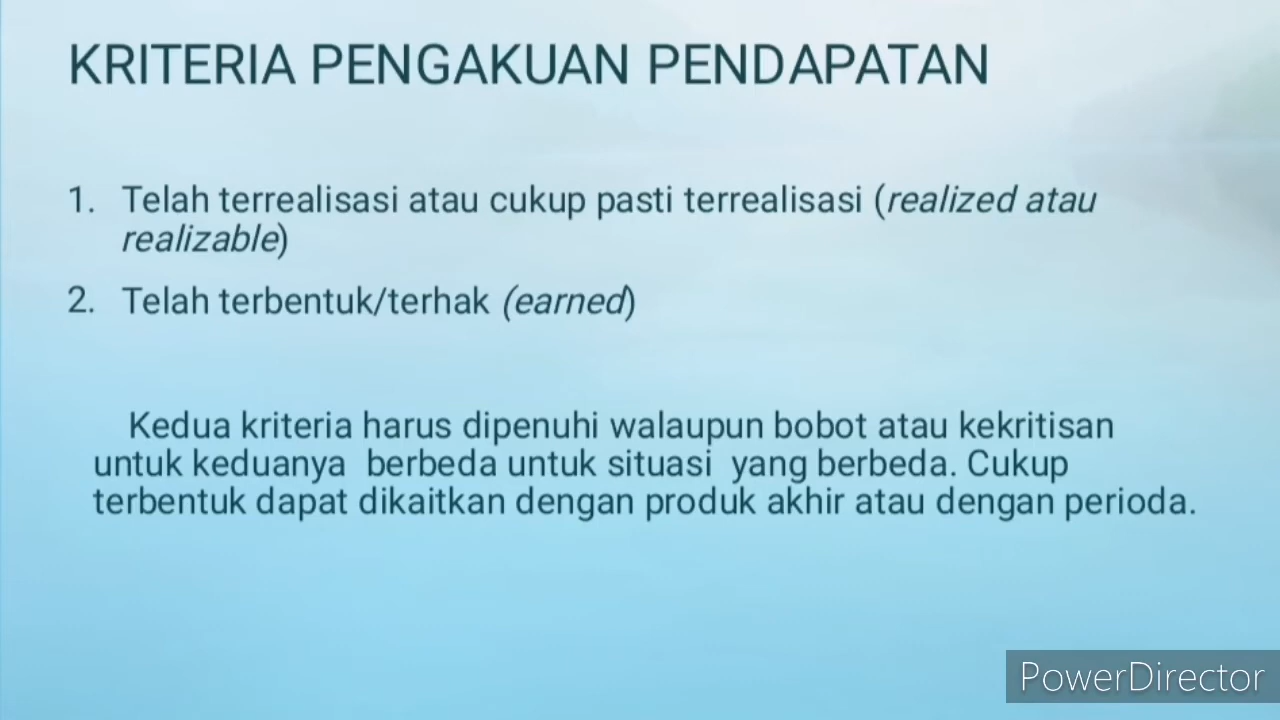 KRITERIA PENGAKUAN PENDAPATAN
1. Telah terrealisasi atau cukup pasti terrealisasi (realized atau
realizable)
2. Telah terbentuk/terhak (earned)
Kedua kriteria harus dipenuhi walaupun bobot atau kekritisan
untuk keduanya berbeda untuk situasi yang berbeda. Cukup
terbentuk dapat dikaitkan dengan produk akhir atau dengan perioda.
PowerDirector